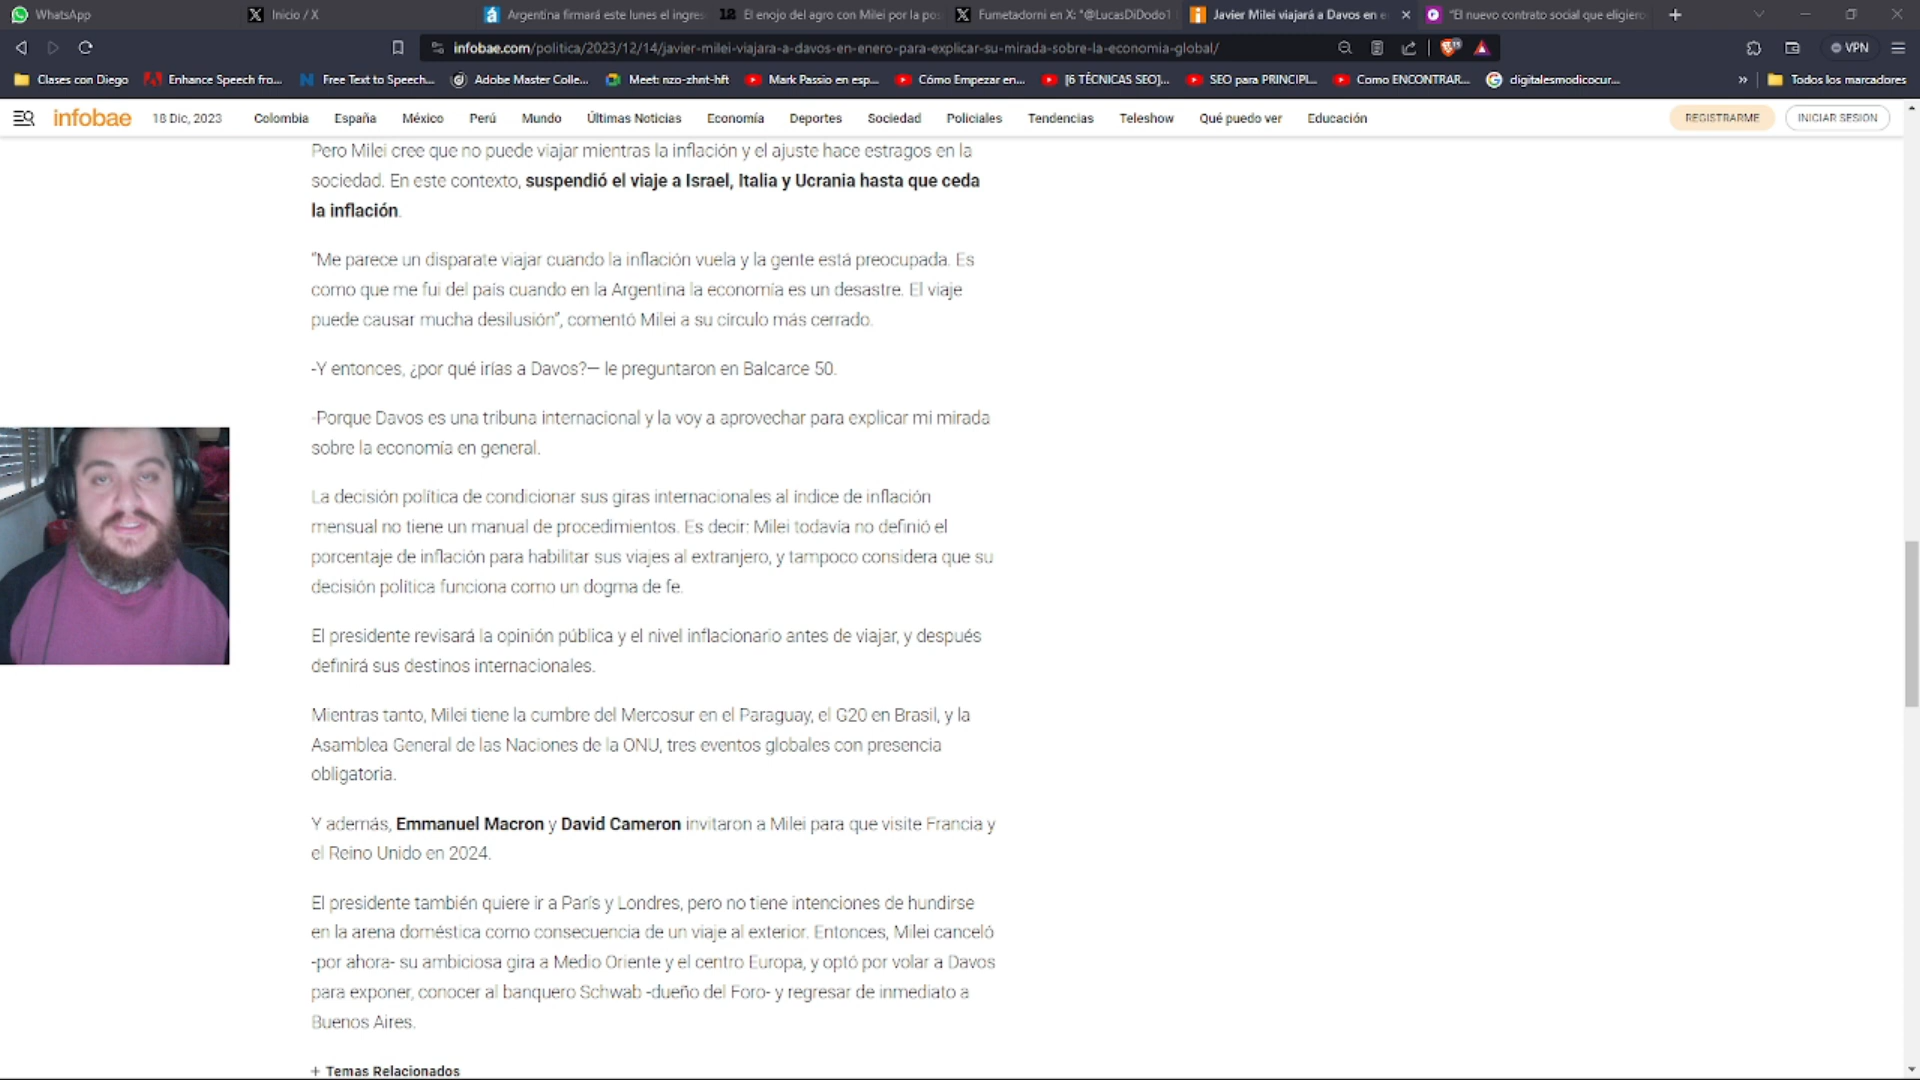 WhatsApp
Inicio / X
Argentina firmará este lunes el ingres
12 El enojo del agro con Milei por la pos
Fumetadorni en X: "@LucasDiDodo1
Javier Milei viajará a Davos en e
"El nuevo contrato social que eligiero
infobae.com/politica/2023/12/14/javier-milei-viajara-a-davos-en-enero-para-explicar-su-mirada-sobre-la-economia-global/
VPN
Clases con Diego
Enhance Speech fro...
Free Text to Speech...
Adobe Master Colle...
Meet: nzo-zhnt-hft
Mark Passio en esp...
Cómo Empezar en...
[6 TÉCNICAS SEO]...
SEO para PRINCIPI...
Como ENCONTRAR...
digitalesmodicocur...
»
Todos los marcadores
infobae
18 Dic, 2023
Colombia
España
México
Perú
Mundo
Últimas Noticias
Economía
Deportes
Sociedad
Policiales
Tendencias
Teleshow
Qué puedo ver
Educación
REGISTRARME
INICIAR SESIÓN
Pero Milei cree que no puede viajar mientras la inflación y el ajuste hace estragos en la
sociedad. En este contexto, suspendió el viaje a Israel, Italia y Ucrania hasta que ceda
la inflación.
"Me parece un disparate viajar cuando la inflación vuela y la gente está preocupada. Es
como que me fui del país cuando en la Argentina la economía es un desastre. El viaje
puede causar mucha desilusión", comentó Milei a su círculo más cerrado.
-Y entonces, ¿por qué irías a Davos?— le preguntaron en Balcarce 50.
-Porque Davos es una tribuna internacional y la voy a aprovechar para explicar mi mirada
sobre la economía en general.
La decisión política de condicionar sus giras internacionales al índice de inflación
mensual no tiene un manual de procedimientos. Es decir: Milei todavía no definió el
porcentaje de inflación para habilitar sus viajes al extranjero, y tampoco considera que su
decisión política funciona como un dogma de fe.
El presidente revisará la opinión pública y el nivel inflacionario antes de viajar, y después
definirá sus destinos internacionales.
Mientras tanto, Milei tiene la cumbre del Mercosur en el Paraguay, el G20 en Brasil, y la
Asamblea General de las Naciones de la ONU, tres eventos globales con presencia
obligatoria.
Y además, Emmanuel Macron y David Cameron invitaron a Milei para que visite Francia y
el Reino Unido en 2024.
El presidente también quiere ir a París y Londres, pero no tiene intenciones de hundirse
en la arena doméstica como consecuencia de un viaje al exterior. Entonces, Milei canceló
-por ahora- su ambiciosa gira a Medio Oriente y el centro Europa, y optó por volar a Davos
para exponer, conocer al banquero Schwab -dueño del Foro- y regresar de inmediato a
Buenos Aires.
+ Temas Relacionados